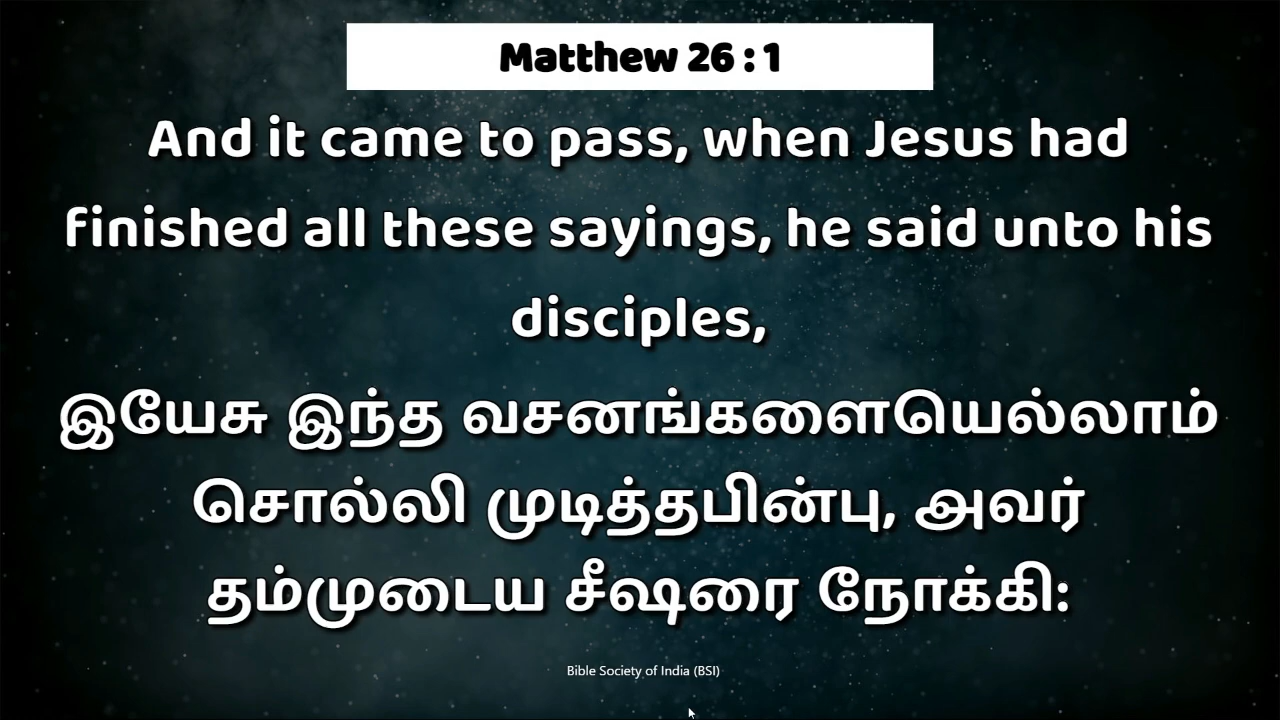 Matthew 26 : 1
And it came to pass, when Jesus had
finished all these sayings, he said unto his
disciples,
இயேசு இந்த வசனங்களையெல்லாம்
சொல்லி முடித்தபின்பு, அவர்
தம்முடைய சீஷரை நோக்கி:
Bible Society of India (BSI)